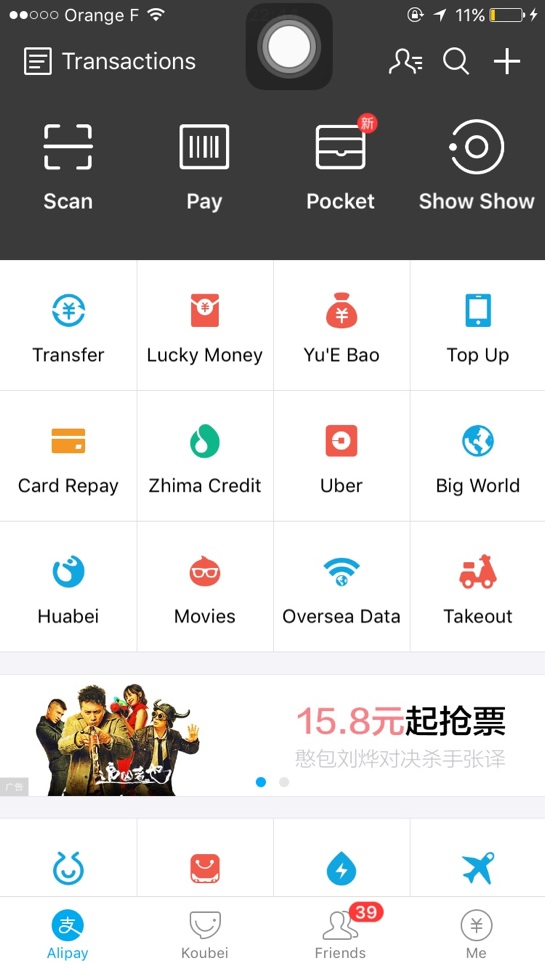 Orange F 11%
Transactions
新
Scan Pay Pocket Show Show
Transfer Lucky Money Yu'E Bao Top Up
Card Repay Zhima Credit Uber Big World
Huabei Movies Oversea Data Takeout
15.8元起抢票
憨包刘烨对决杀手张译
追凶者也
广告
39
支
Alipay Koubei Friends Me